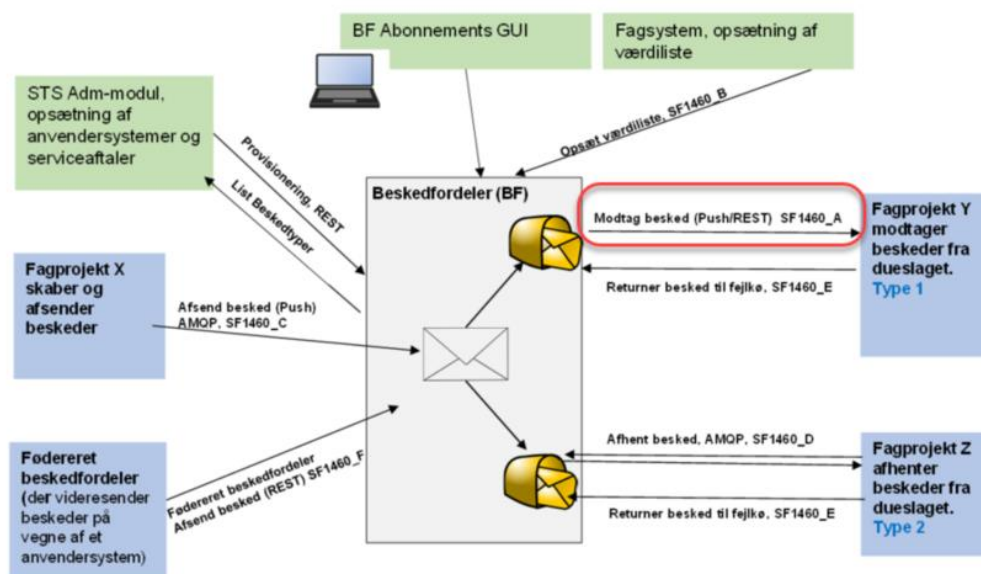 BF Abonnements GUI
Fagsystem, opsætning af
værdiliste
STS Adm-modul,
opsætning af
anvendersystemer og
serviceaftaler
Opsæt værdiliste, SF1460_B
Provisionering, REST
List Beskedtyper
Beskedfordeler (BF)
Modtag besked (Push/REST) SF1460_A
Fagprojekt Y
modtager
beskeder fra
dueslaget.
Type 1
Returner besked til fejlkø, SF1460_E
Fagprojekt X
skaber og
afsender
beskeder
Afsend besked (Push)
AMQP, SF1460_C
Afhent besked, AMQP, SF1460_D
Fagprojekt Z
afhenter
beskeder fra
dueslaget.
Type 2
Returner besked til fejlkø, SF1460_E
Fødereret
beskedfordeler
(der videresender
beskeder på
vegne af et
anvendersystem)
Fødereret beskedfordeler
Afsend besked (REST) SF1460_F